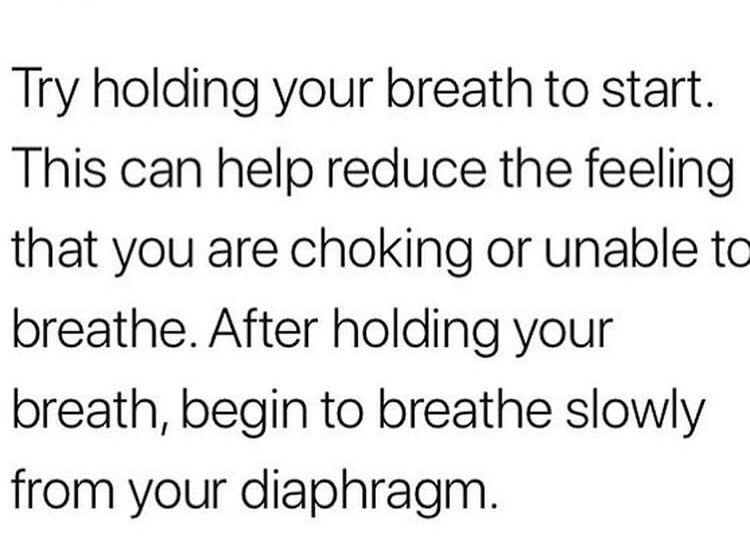 Try holding your breath to start.
This can help reduce the feeling
that you are choking or unable to
breathe. After holding your
breath, begin to breathe slowly
from your diaphragm.